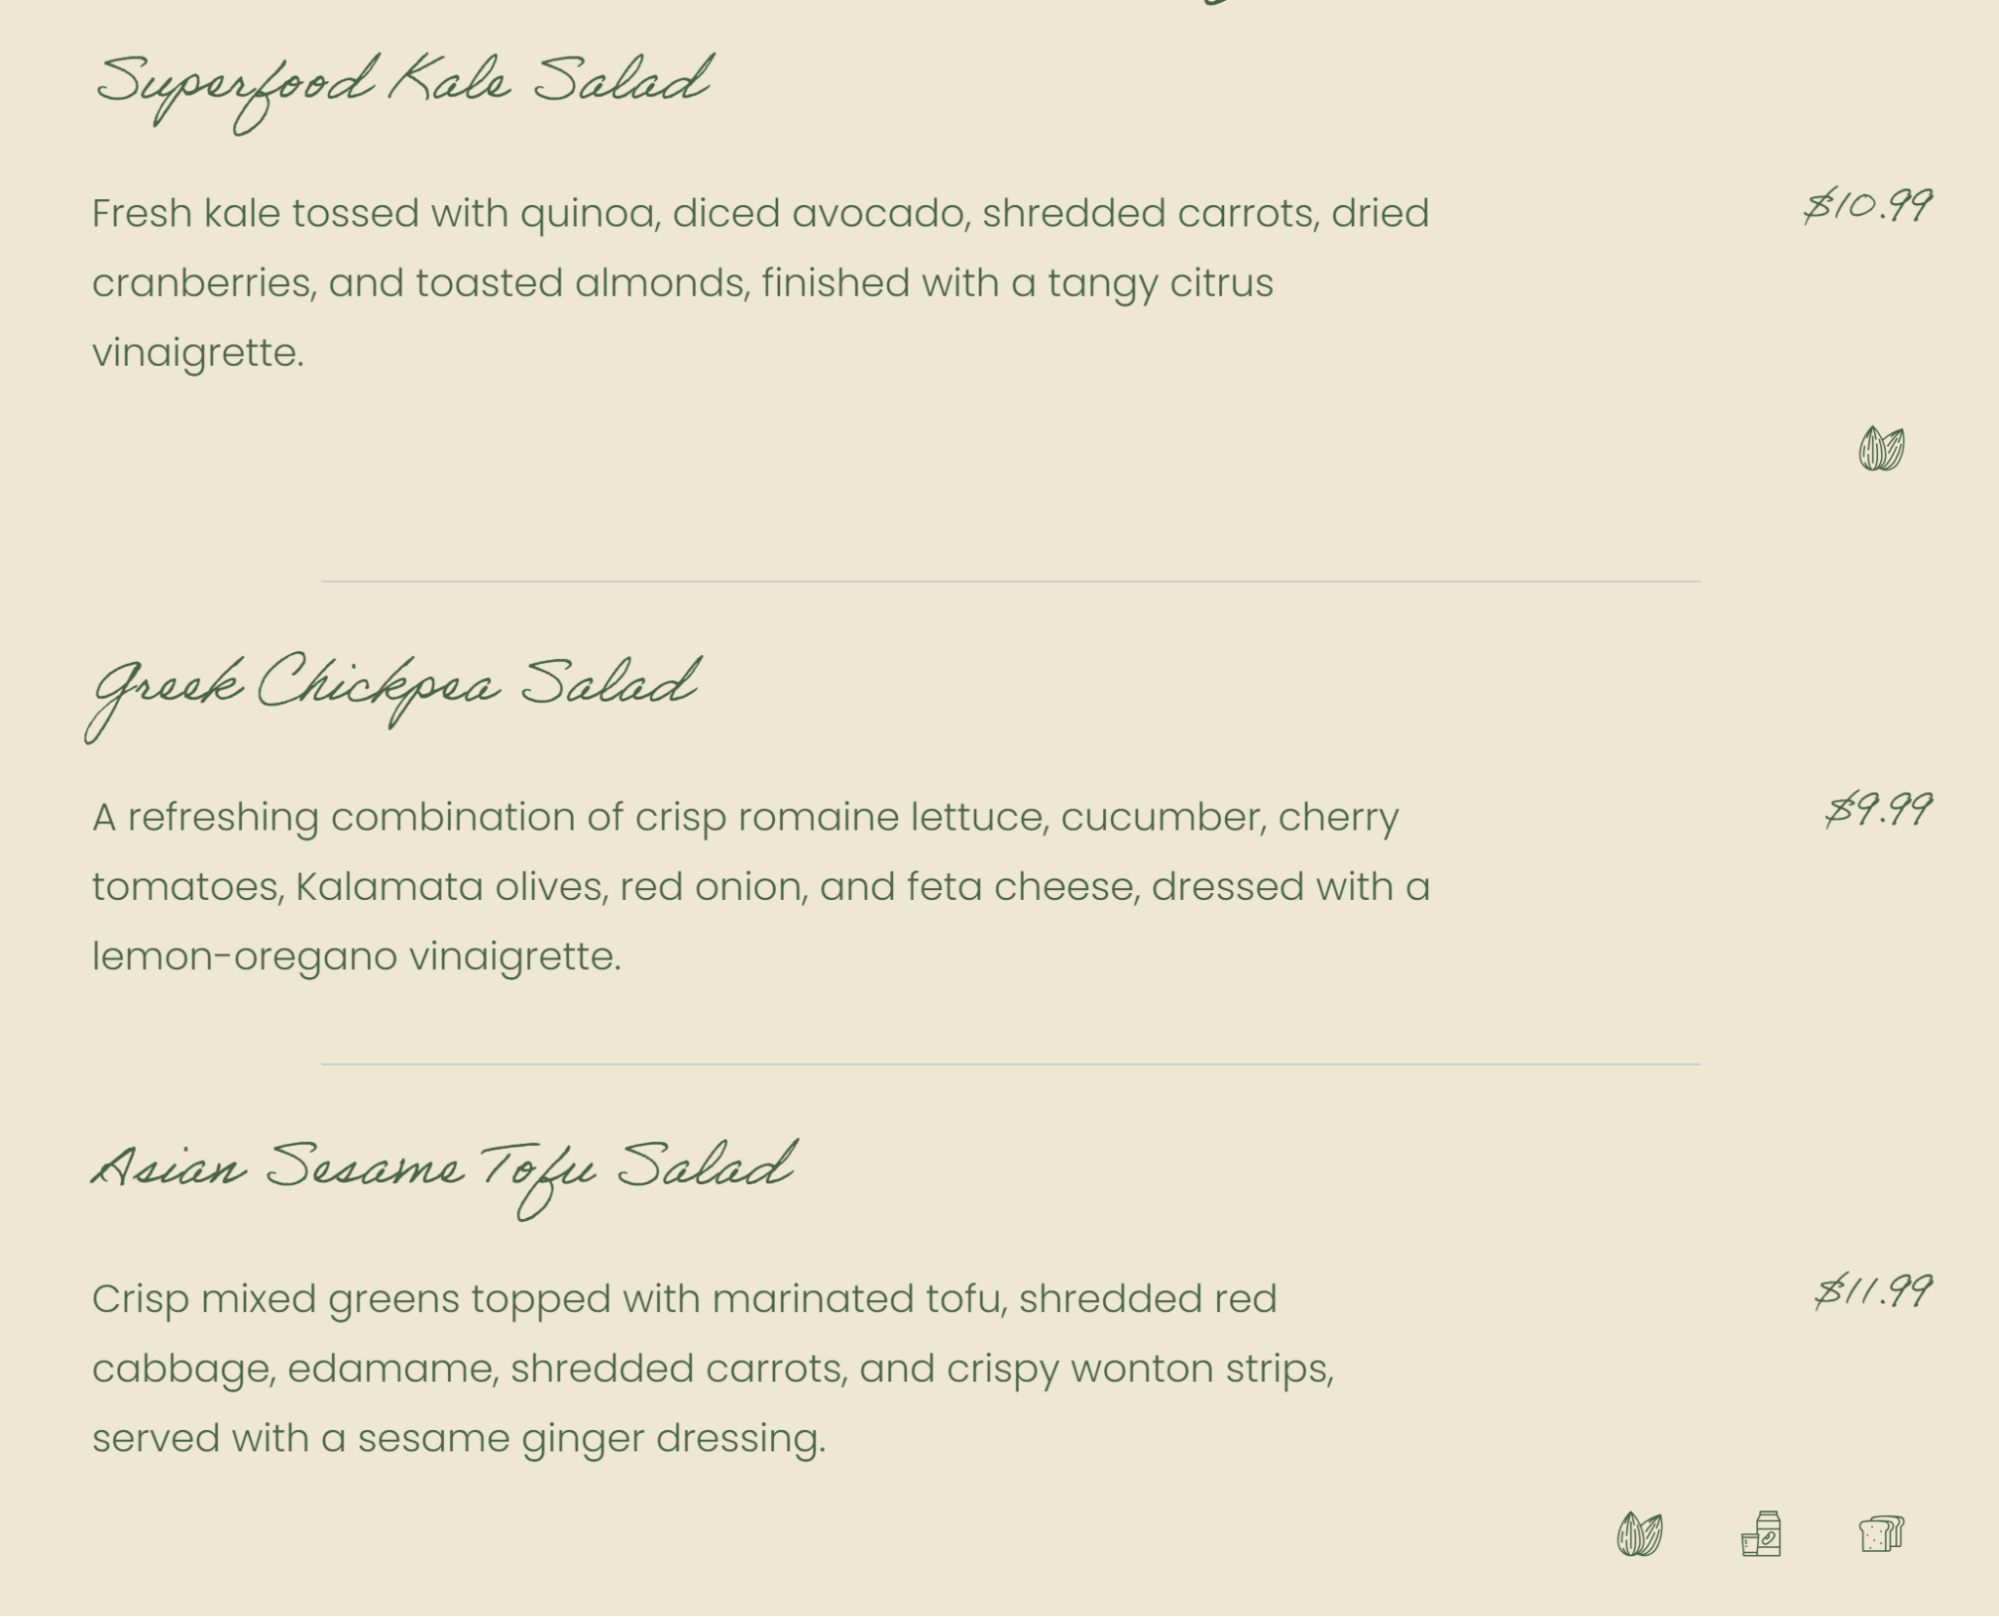 Superfood Kale Salad
Fresh kale tossed with quinoa, diced avocado, shredded carrots, dried
$10.99
cranberries, and toasted almonds, finished with a tangy citrus
vinaigrette.
Greek Chickpea Salad
A refreshing combination of crisp romaine lettuce, cucumber, cherry
$9.99
tomatoes, Kalamata olives, red onion, and feta cheese, dressed with a
lemon-oregano vinaigrette.
Asian Sesame Tofu Salad
Crisp mixed greens topped with marinated tofu, shredded red
$11.99
cabbage, edamame, shredded carrots, and crispy wonton strips,
served with a sesame ginger dressing.